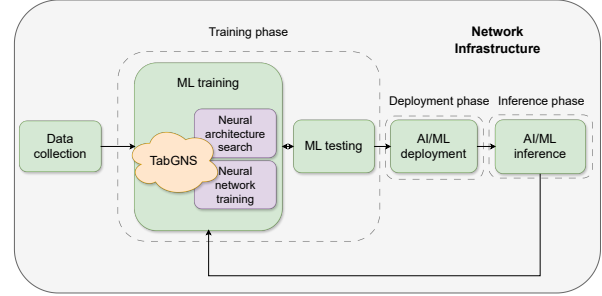 Network
Infrastructure
Training phase
ML training
Deployment phase
Inference phase
Data
collection
TabGNS
Neural
architecture
search
Neural
network
training
ML testing
AI/ML
deployment
AI/ML
inference